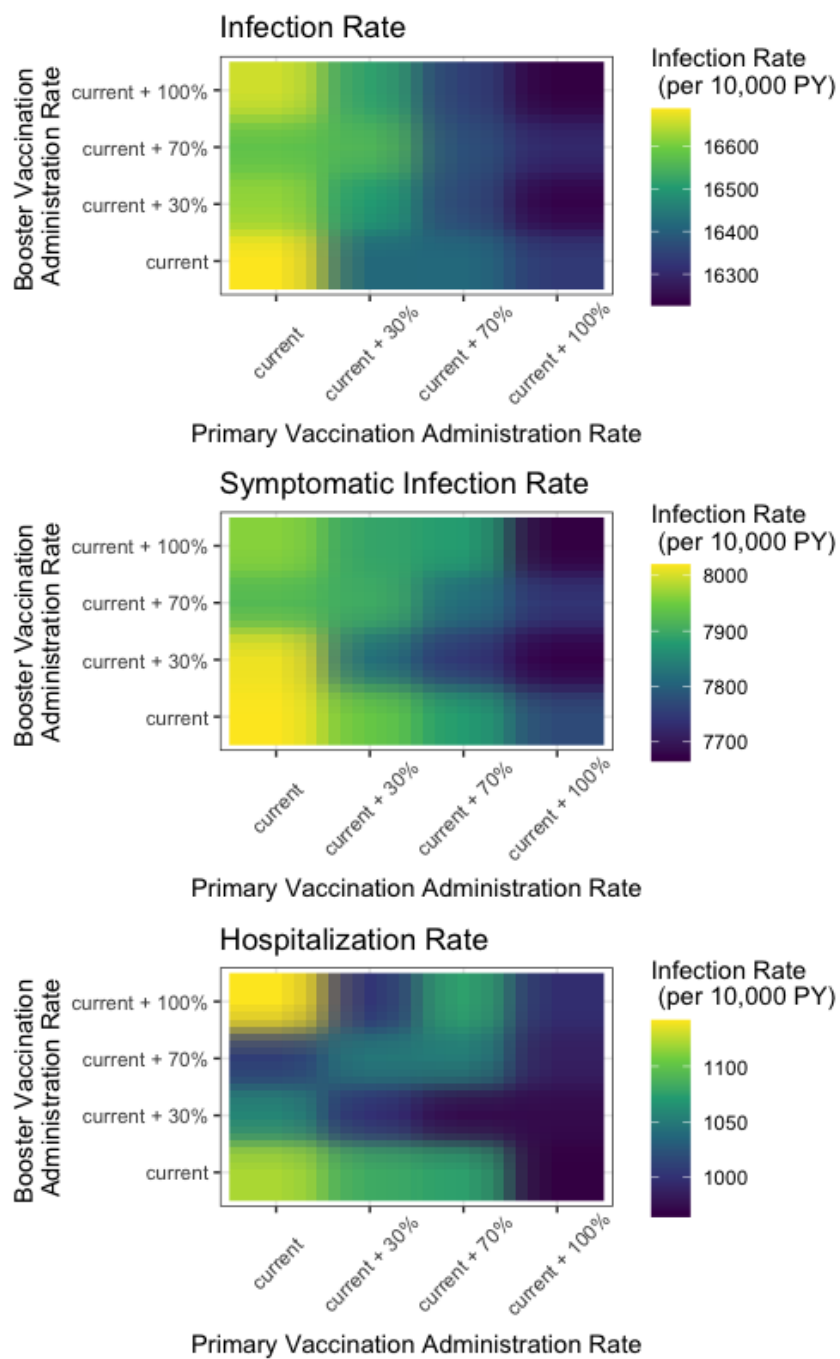 Infection Rate
Booster Vaccination
Administration Rate
current + 100%
current + 70%
current + 30%
current
current
current + 30%
current + 70%
current + 100%
Primary Vaccination Administration Rate
Infection Rate
(per 10,000 PY)
16600
16500
16400
16300
Symptomatic Infection Rate
Booster Vaccination
Administration Rate
current + 100%
current + 70%
current + 30%
current
current
current + 30%
current + 70%
current + 100%
Primary Vaccination Administration Rate
Infection Rate
(per 10,000 PY)
8000
7900
7800
7700
Hospitalization Rate
Booster Vaccination
Administration Rate
current + 100%
current + 70%
current + 30%
current
current
current + 30%
current + 70%
current + 100%
Primary Vaccination Administration Rate
Infection Rate
(per 10,000 PY)
1100
1050
1000